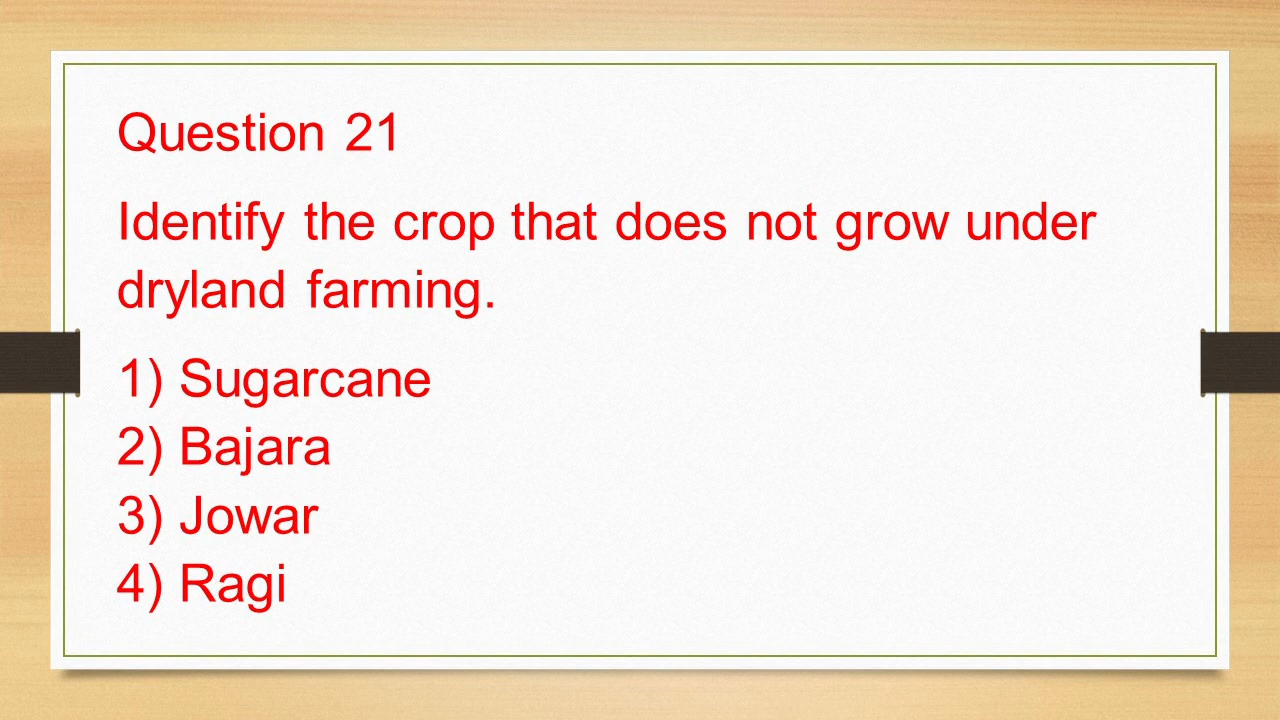 Question 21
Identify the crop that does not grow under
dryland farming.
1) Sugarcane
2) Bajara
3) Jowar
4) Ragi